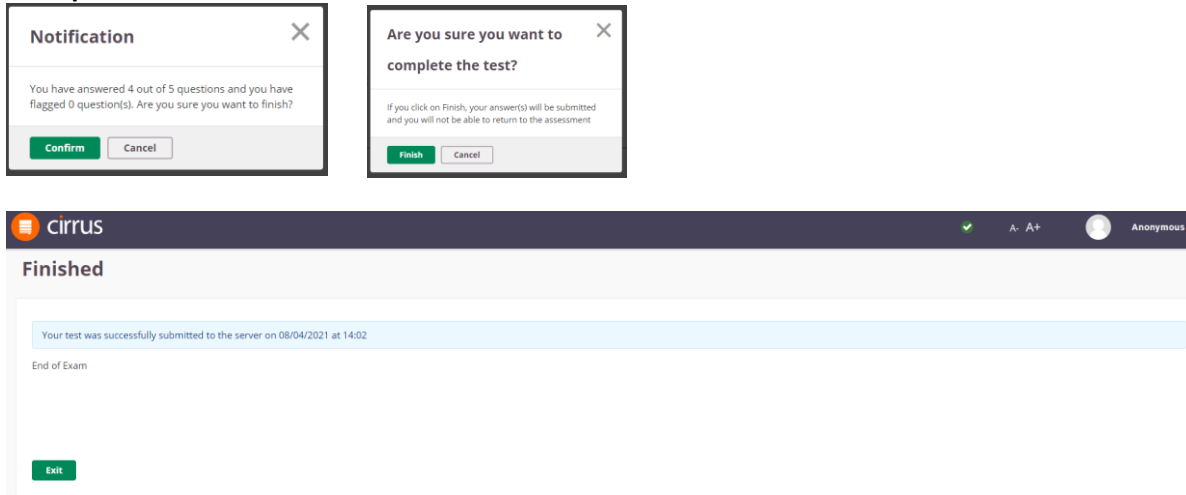 Notification
You have answered 4 out of 5 questions and you have
flagged 0 question(s). Are you sure you want to finish?
Confirm Cancel
Are you sure you want to
complete the test?
If you click on Finish, your answer(s) will be submitted
and you will not be able to return to the assessment
Finish Cancel
cirrus A- A+ Anonymous
Finished
Your test was successfully submitted to the server on 08/04/2021 at 14:02
End of Exam
Exit